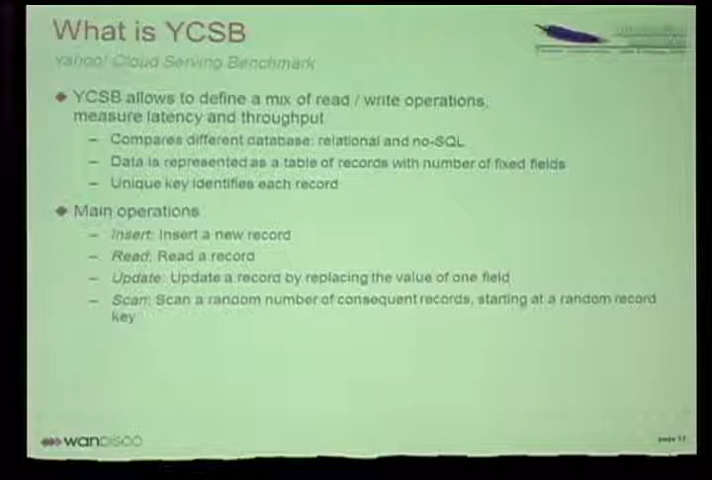 What is YCSB
Yahoo! Cloud Serving Benchmark
YCSB allows to define a mix of read / write operations,
measure latency and throughput
– Compares different database: relational and no-SQL
– Data is represented as a table of records with number of fixed fields
– Unique key identifies each record
Main operations
– Insert: Insert a new record
– Read: Read a record
– Update: Update a record by replacing the value of one field
– Scan: Scan a random number of consequent records, starting at a random record
key
WANDISCO